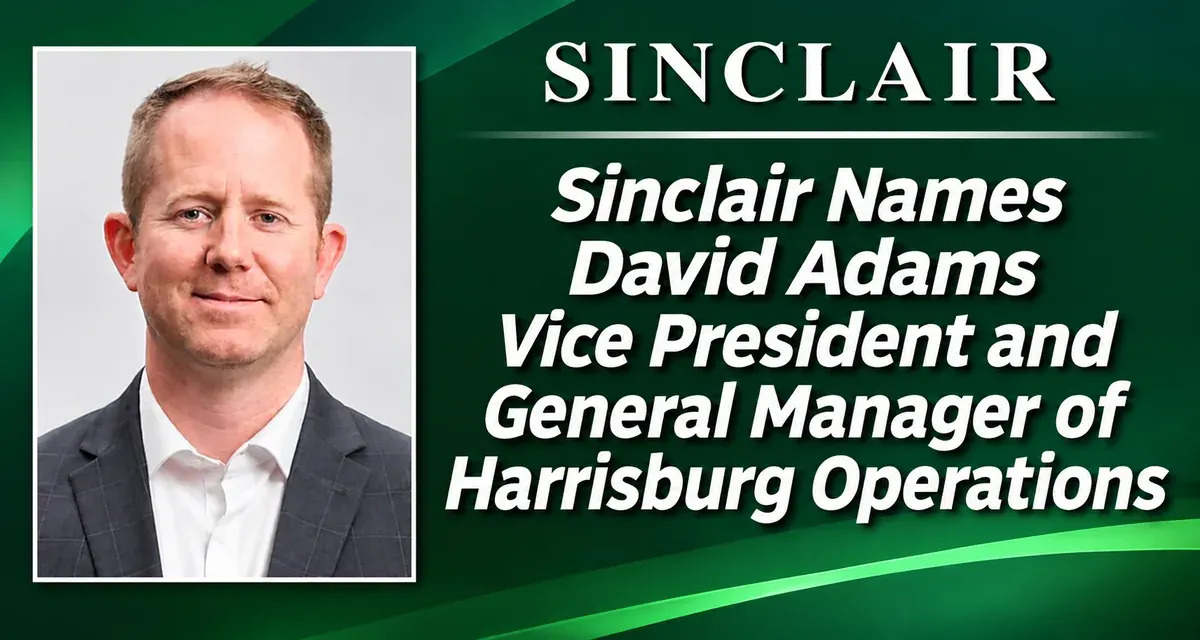 SINCLAIR
Sinclair Names
David Adams
Vice President and
General Manager of
Harrisburg Operations